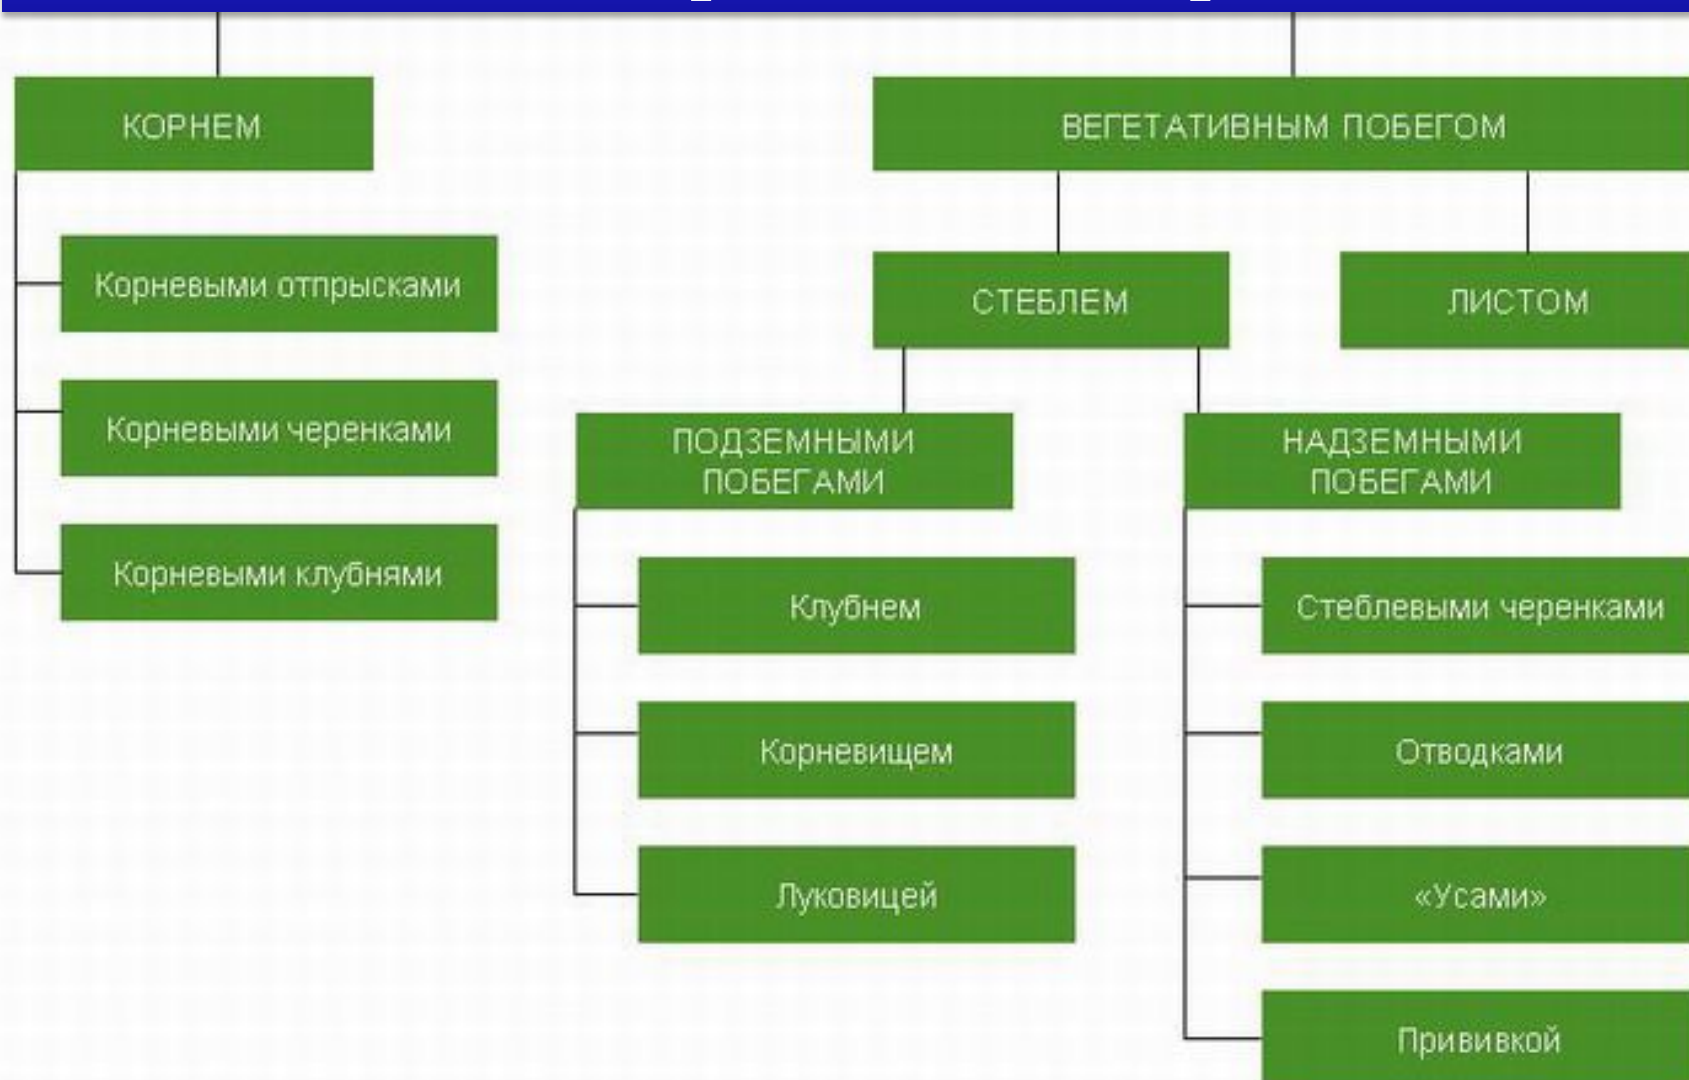 КОРНЕМ
ВЕГЕТАТИВНЫМ ПОБЕГОМ
Корневыми отпрысками
СТЕБЛЕМ
ЛИСТОМ
Корневыми черенками
ПОДЗЕМНЫМИ
ПОБЕГАМИ
НАДЗЕМНЫМИ
ПОБЕГАМИ
Корневыми клубнями
Клубнем
Стеблевыми черенками
Корневищем
Отводками
Луковицей
«Усами»
Прививкой